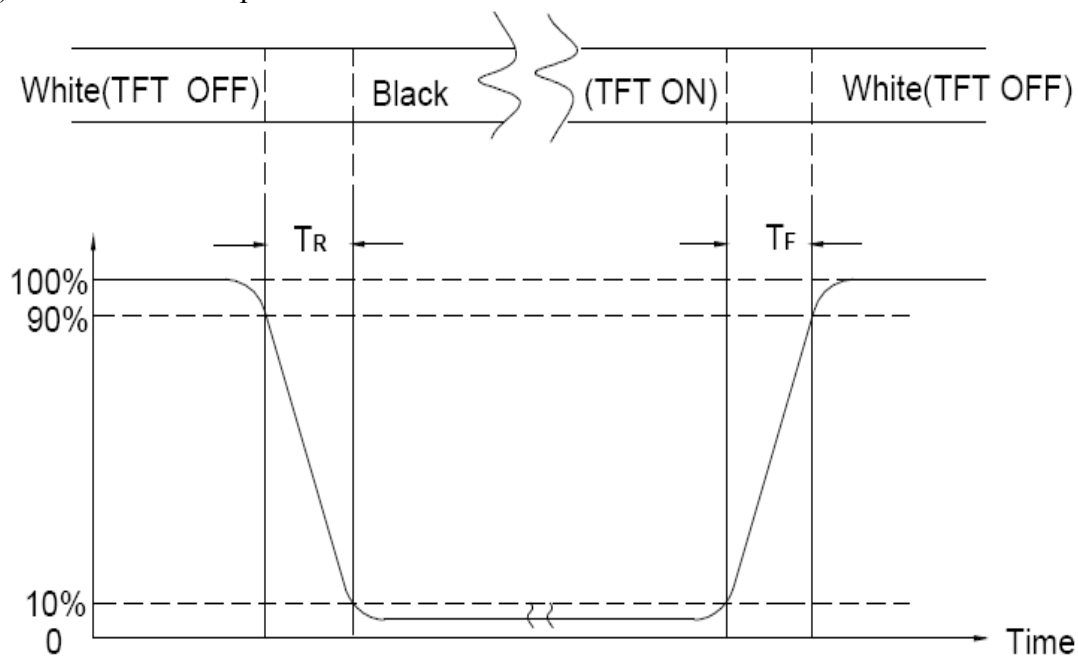 White(TFT OFF) Black (TFT ON) White(TFT OFF)
TR TF
100%
90%
10%
0 Time